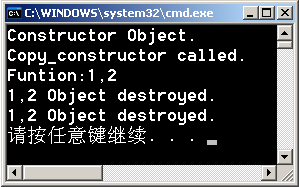 C:\WINDOWS\system32\cmd.exe
Constructor Object.
Copy_constructor called.
Funtion:1,2
1,2 Object destroyed.
1,2 Object destroyed.
请按任意键继续. . .